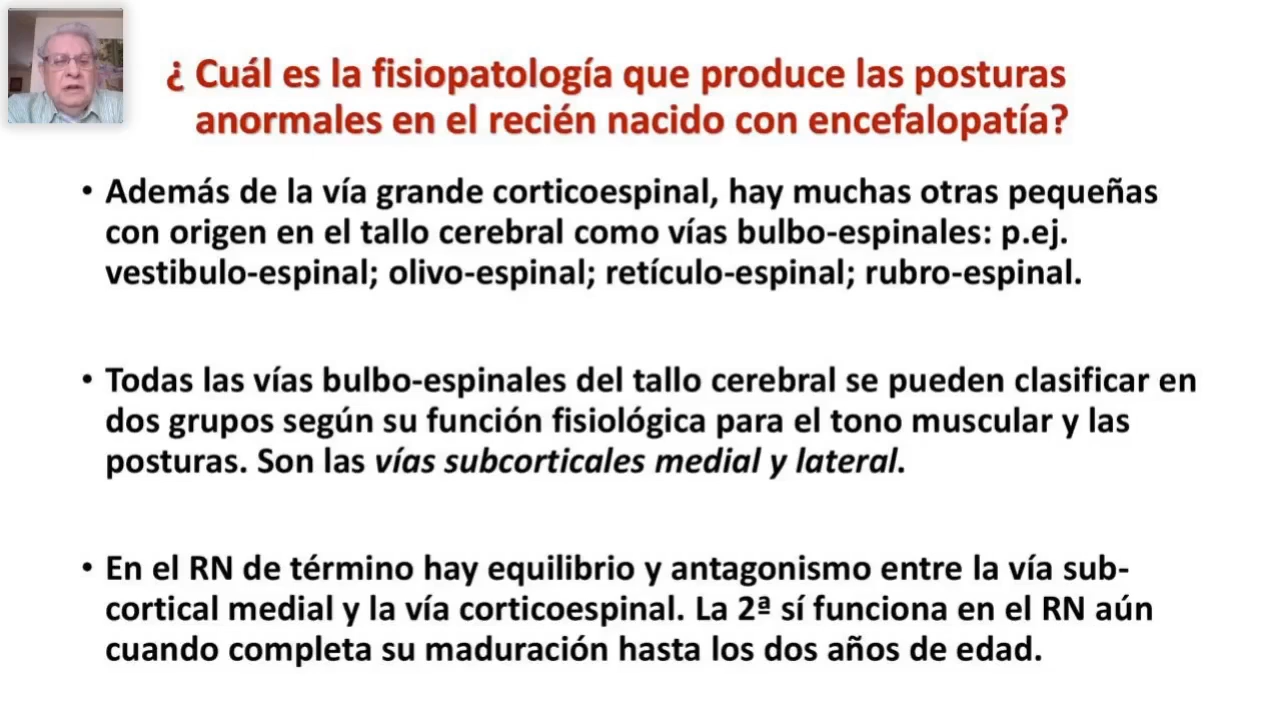 ¿ Cuál es la fisiopatología que produce las posturas
anormales en el recién nacido con encefalopatía?
• Además de la vía grande corticoespinal, hay muchas otras pequeñas
con origen en el tallo cerebral como vías bulbo-espinales: p.ej.
vestibulo-espinal; olivo-espinal; retículo-espinal; rubro-espinal.
• Todas las vías bulbo-espinales del tallo cerebral se pueden clasificar en
dos grupos según su función fisiológica para el tono muscular y las
posturas. Son las vías subcorticales medial y lateral.
• En el RN de término hay equilibrio y antagonismo entre la vía sub-
cortical medial y la vía corticoespinal. La 2ª sí funciona en el RN aún
cuando completa su maduración hasta los dos años de edad.